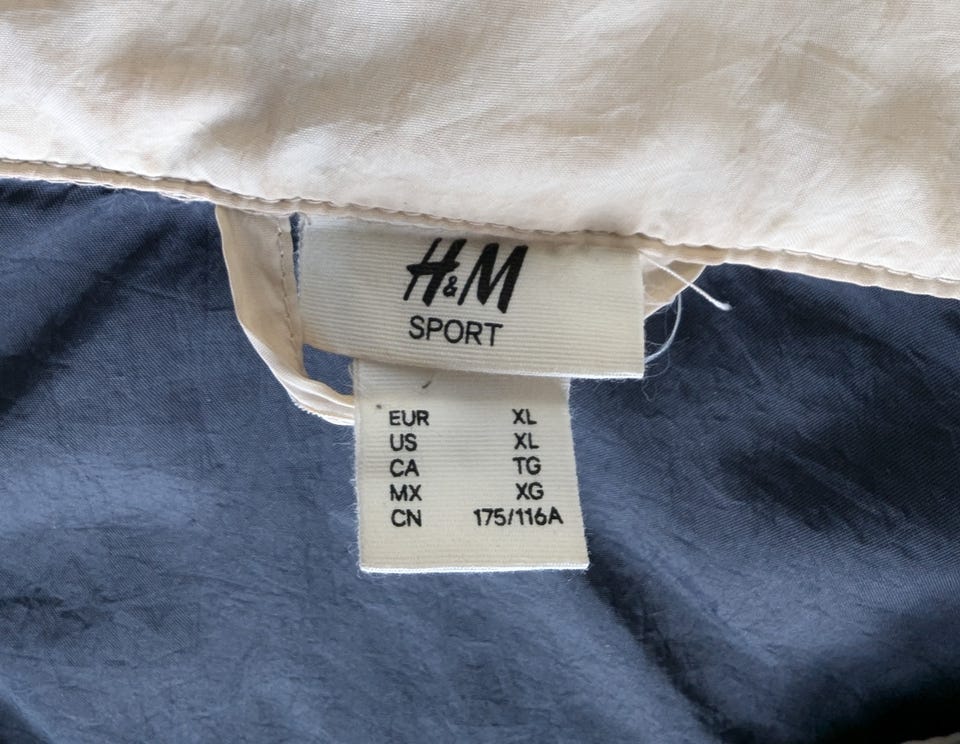 H&M
SPORT
EUR XL
US XL
CA TG
MX XG
CN 175/116A